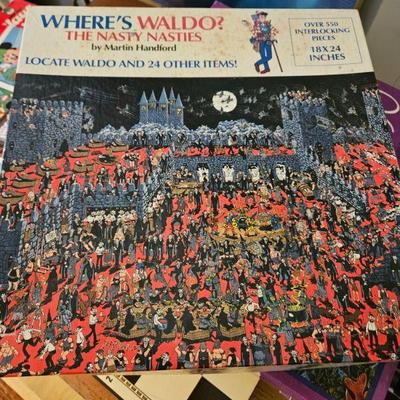 WHERE'S WALDO?
THE NASTY NASTIES
by Martin Handford
LOCATE WALDO AND 24 OTHER ITEMS!
OVER 550
INTERLOCKING
PIECES
18X24
INCHES